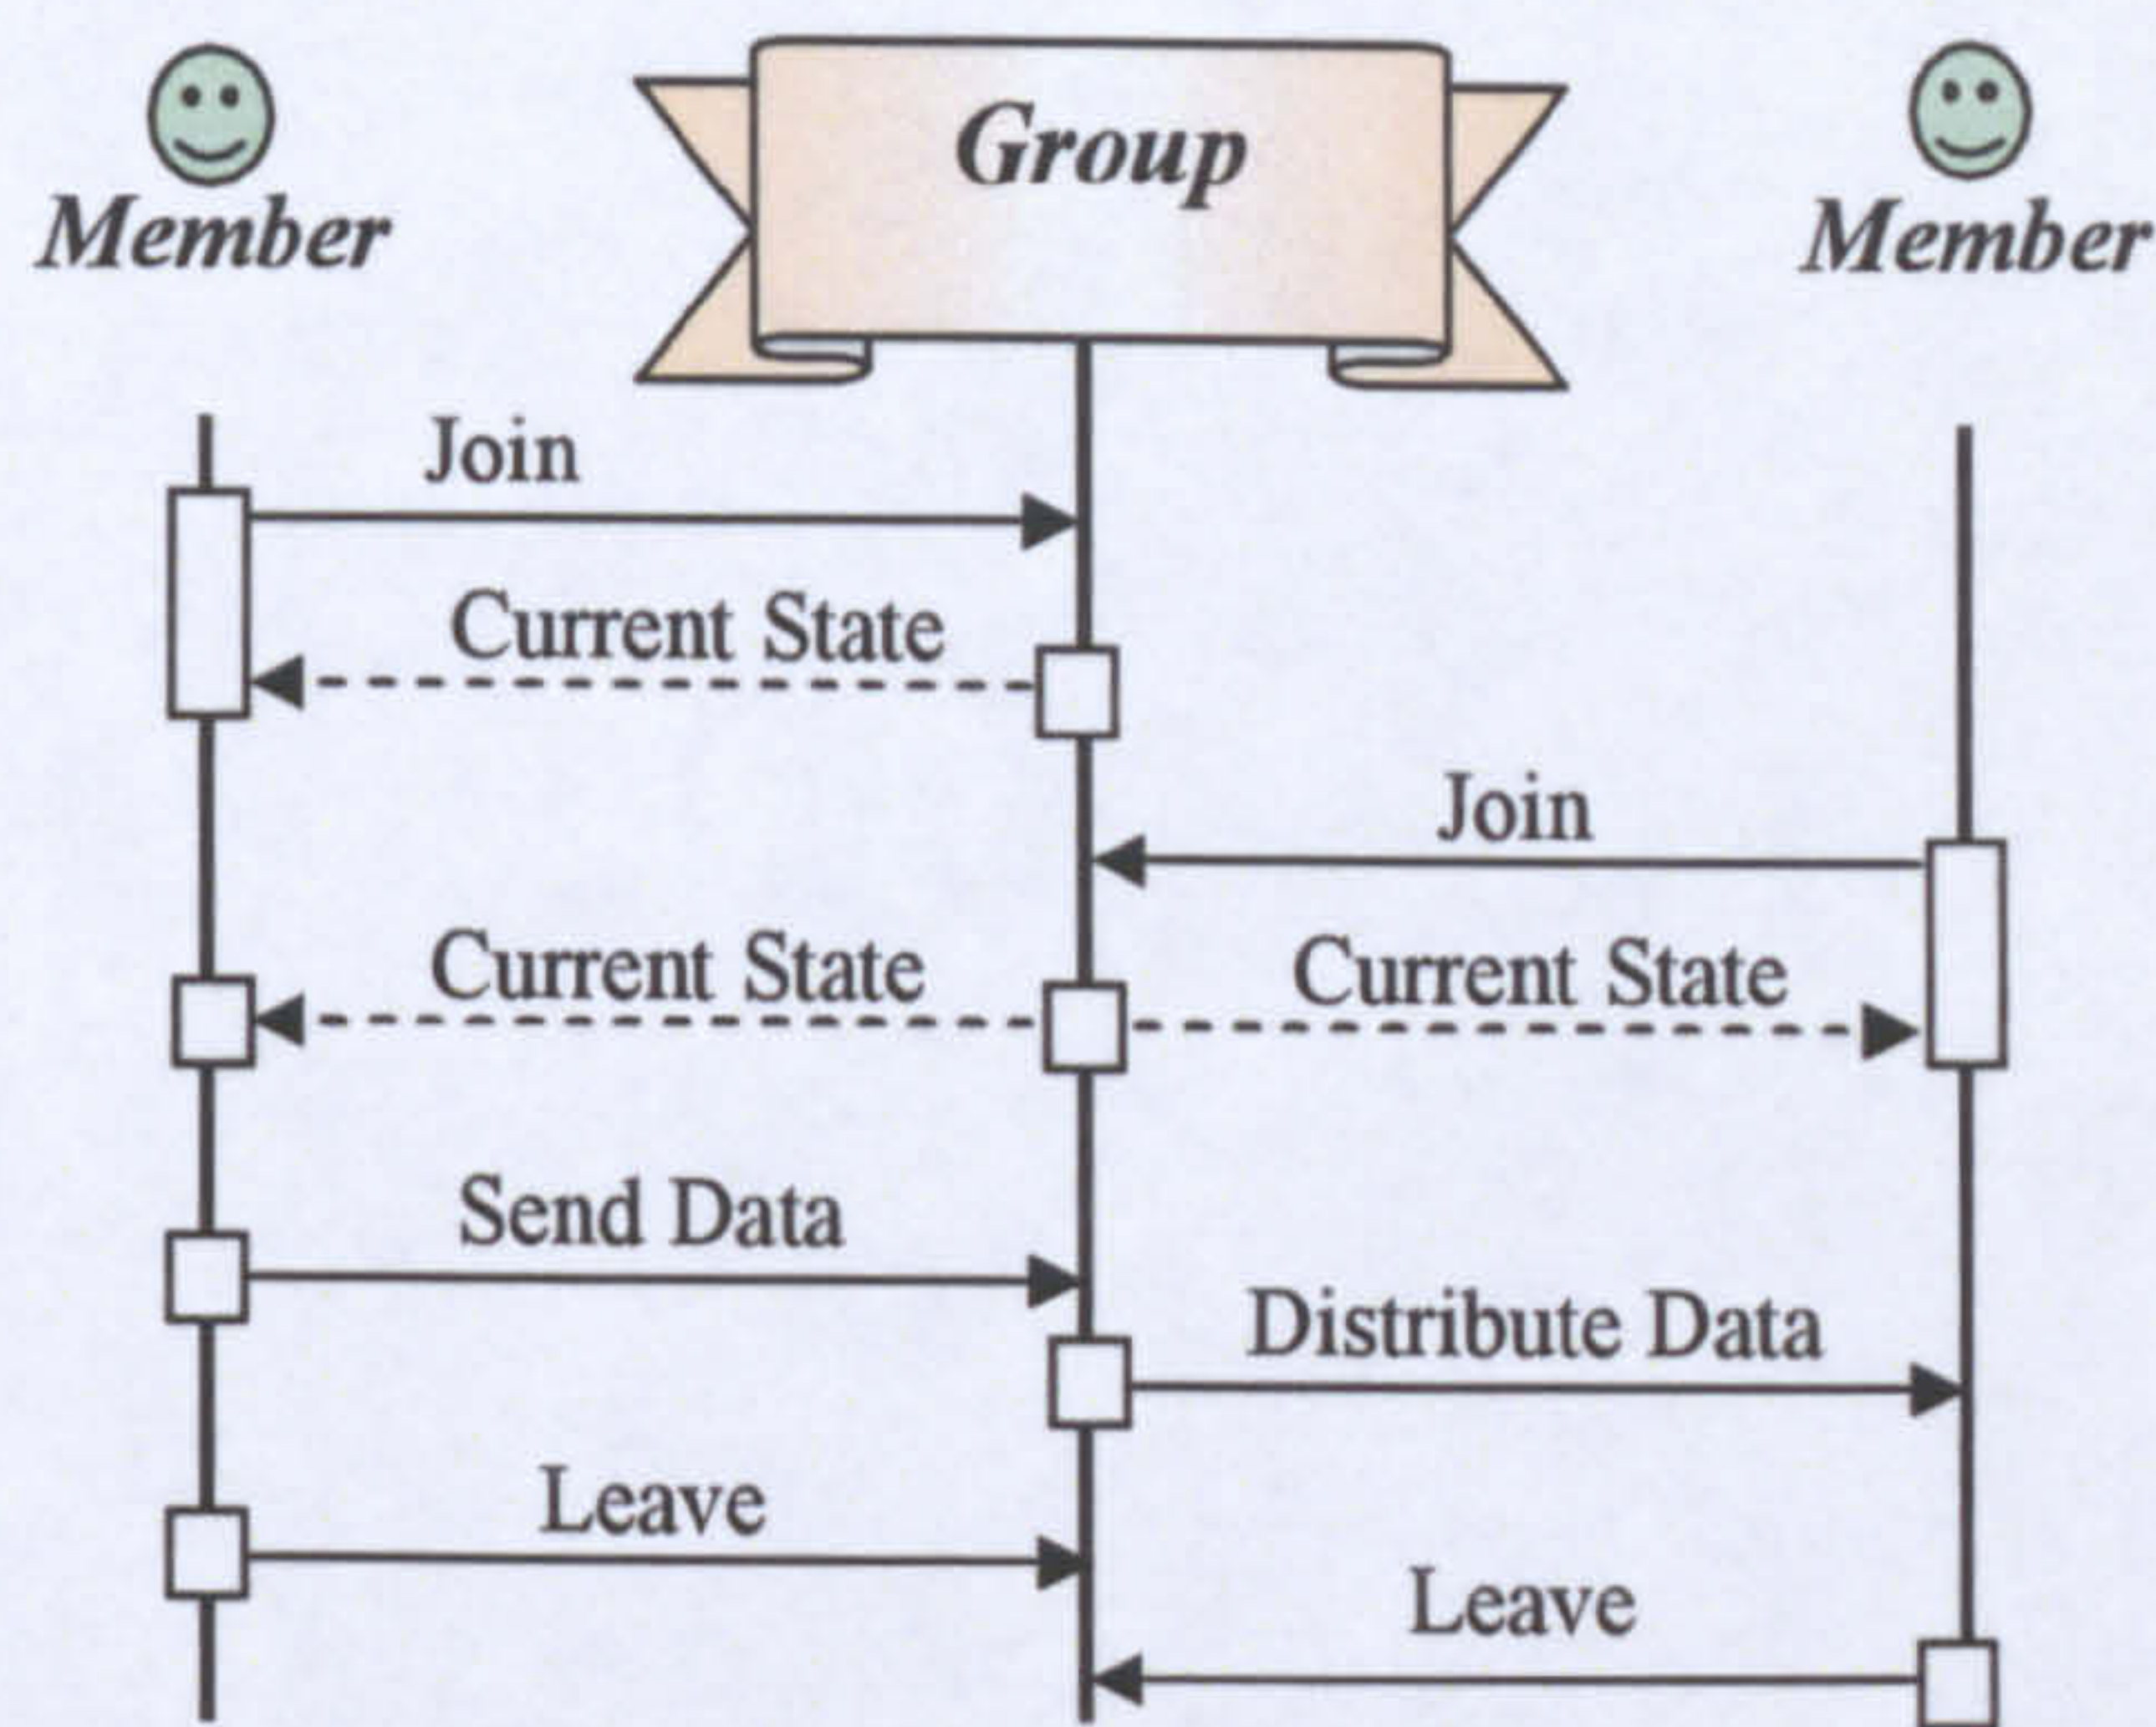 Group
Member
Member
Join
Current State
Join
Current State
Current State
Send Data
Distribute Data
Leave
Leave